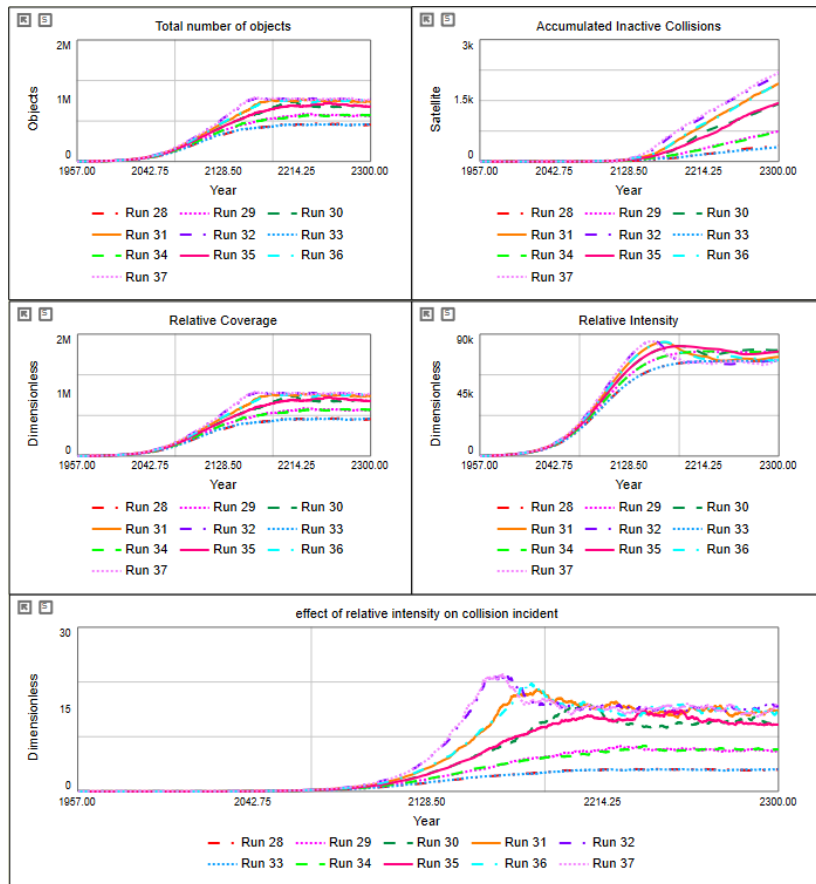 Total number of objects
2M
1M
0
Objects
1957.00 2042.75 2128.50 2214.25 2300.00
Year
Run 28 Run 29 Run 30
Run 31 Run 32 Run 33
Run 34 Run 35 Run 36
Run 37
Accumulated Inactive Collisions
3k
1.5k
0
Satellite
1957.00 2042.75 2128.50 2214.25 2300.00
Year
Run 28 Run 29 Run 30
Run 31 Run 32 Run 33
Run 34 Run 35 Run 36
Run 37
Relative Coverage
2M
1M
0
Dimensionless
1957.00 2042.75 2128.50 2214.25 2300.00
Year
Run 28 Run 29 Run 30
Run 31 Run 32 Run 33
Run 34 Run 35 Run 36
Run 37
Relative Intensity
90k
45k
0
Dimensionless
1957.00 2042.75 2128.50 2214.25 2300.00
Year
Run 28 Run 29 Run 30
Run 31 Run 32 Run 33
Run 34 Run 35 Run 36
Run 37
effect of relative intensity on collision incident
30
15
0
Dimensionless
1957.00 2042.75 2128.50 2214.25 2300.00
Year
Run 28 Run 29 Run 30 Run 31 Run 32
Run 33 Run 34 Run 35 Run 36 Run 37